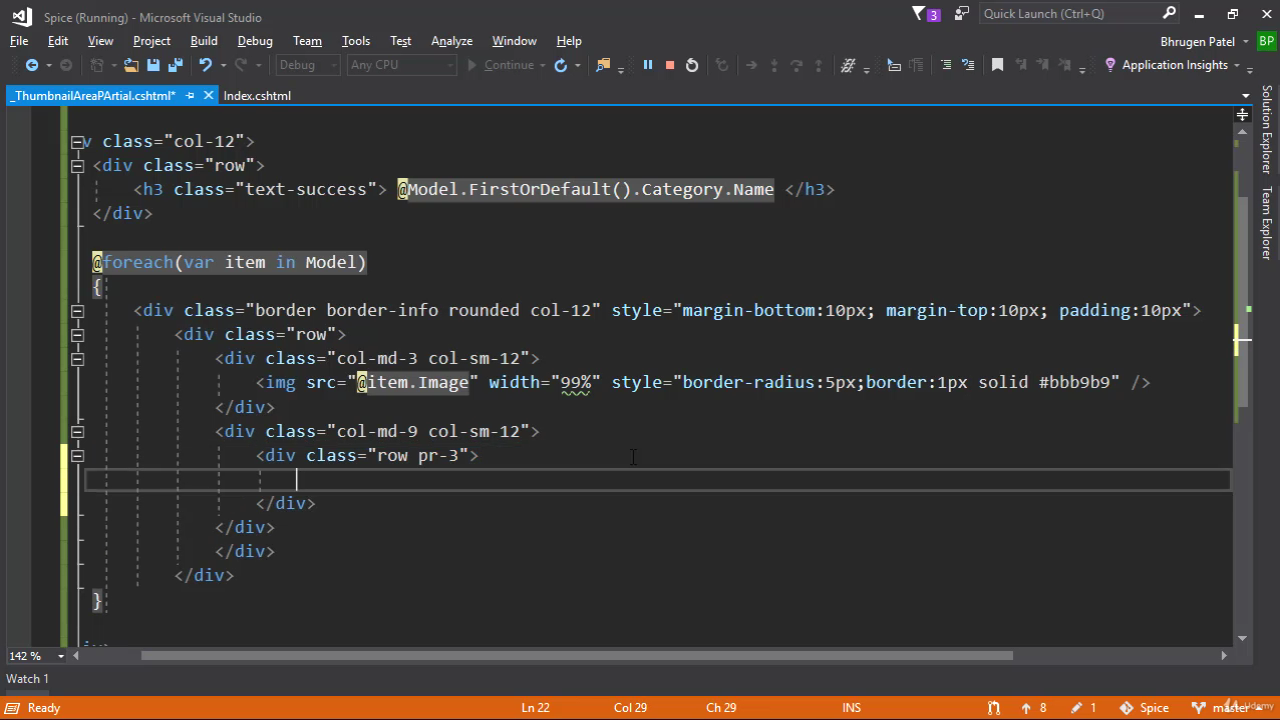 Spice (Running) - Microsoft Visual Studio
3
Quick Launch (Ctrl+Q)
File Edit View Project Build Debug Team Tools Test Analyze Window Help
Bhrugen Patel
BP
Debug Any CPU Continue Application Insights
_ThumbnailAreaPArtial.cshtml* Index.cshtml
Solution Explorer
Team Explorer
v class="col-12">
<div class="row">
<h3 class="text-success"> @Model.FirstOrDefault().Category.Name </h3>
</div>
@foreach(var item in Model)
{
<div class="border border-info rounded col-12" style="margin-bottom:10px; margin-top:10px; padding:10px">
<div class="row">
<div class="col-md-3 col-sm-12">
<img src="@item.Image" width="99%" style="border-radius:5px;border:1px solid #bbb9b9" />
</div>
<div class="col-md-9 col-sm-12">
<div class="row pr-3">
</div>
</div>
</div>
</div>
}
142 %
Watch 1
Ready Ln 22 Col 29 Ch 29 INS 8 1 Spice master
Udemy